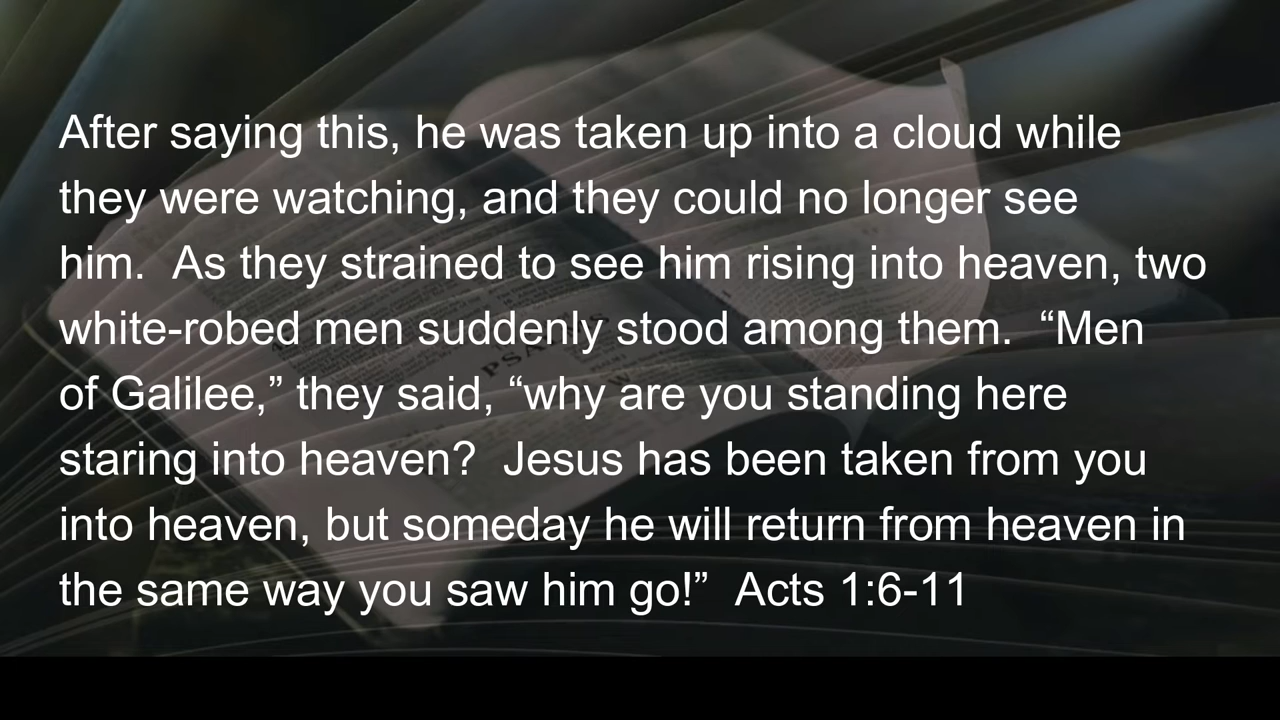 After saying this, he was taken up into a cloud while
they were watching, and they could no longer see
him.  As they strained to see him rising into heaven, two
white-robed men suddenly stood among them.  “Men
of Galilee,” they said, “why are you standing here
staring into heaven?  Jesus has been taken from you
into heaven, but someday he will return from heaven in
the same way you saw him go!”  Acts 1:6-11
PSALMS